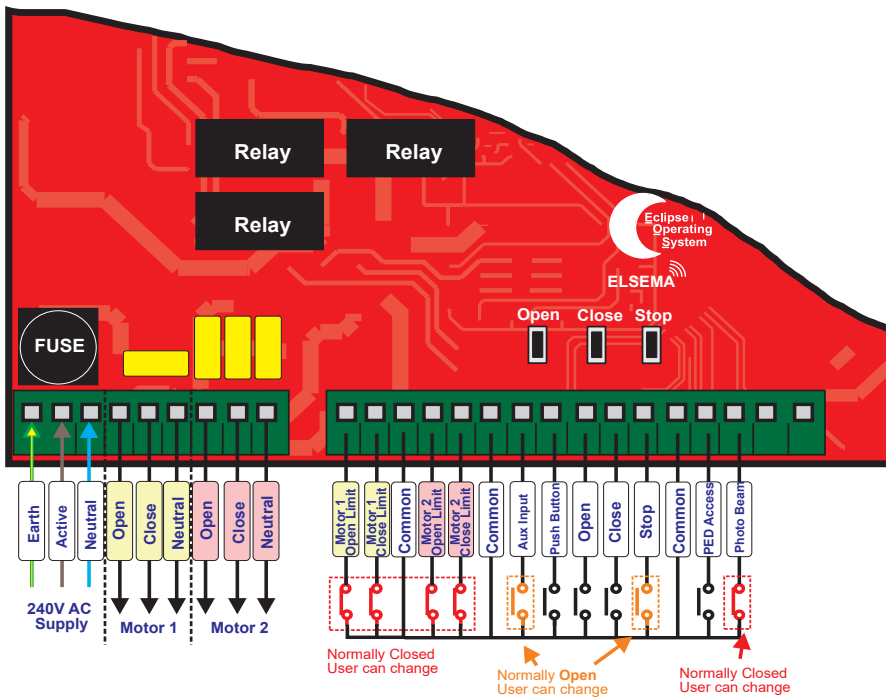 Relay
Relay
Relay
Eclipse
Operating
System
ELSEMA
Open
Close
Stop
FUSE
Earth
Active
Neutral
Open
Close
Neutral
Open
Close
Neutral
Motor 1
Open Limit
Motor 1
Close Limit
Common
Motor 2
Open Limit
Motor 2
Close Limit
Common
Aux Input
Push Button
Open
Close
Stop
Common
PED Access
Photo Beam
240V AC
Supply
Motor 1
Motor 2
Normally Closed
User can change
Normally Open
User can change
Normally Closed
User can change